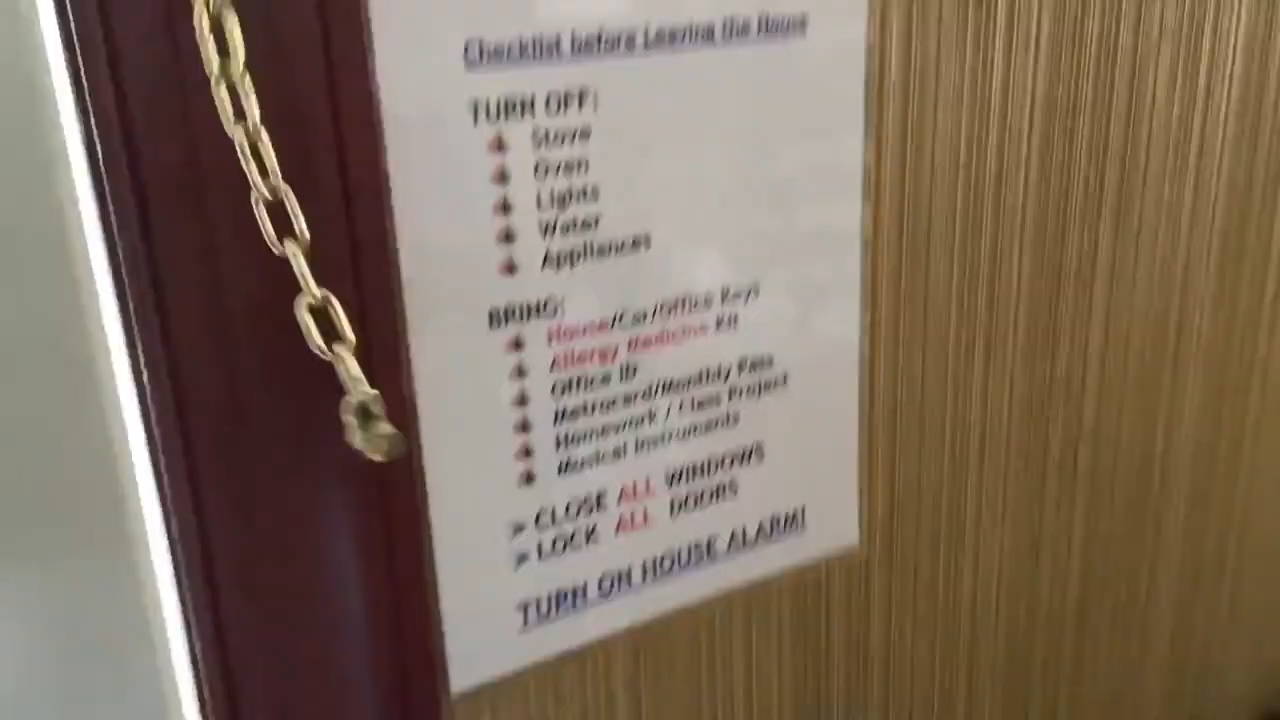 Checklist before Leaving the House
TURN OFF:
Stove
Oven
Lights
Water
Appliances
BRING:
House/Car/Office Keys
Allergy Medicine Kit
Office ID
Metrocard/Monthly Pass
Homework / Class Project
Musical Instruments
➢ CLOSE ALL WINDOWS
➢ LOCK ALL DOORS
TURN ON HOUSE ALARM!